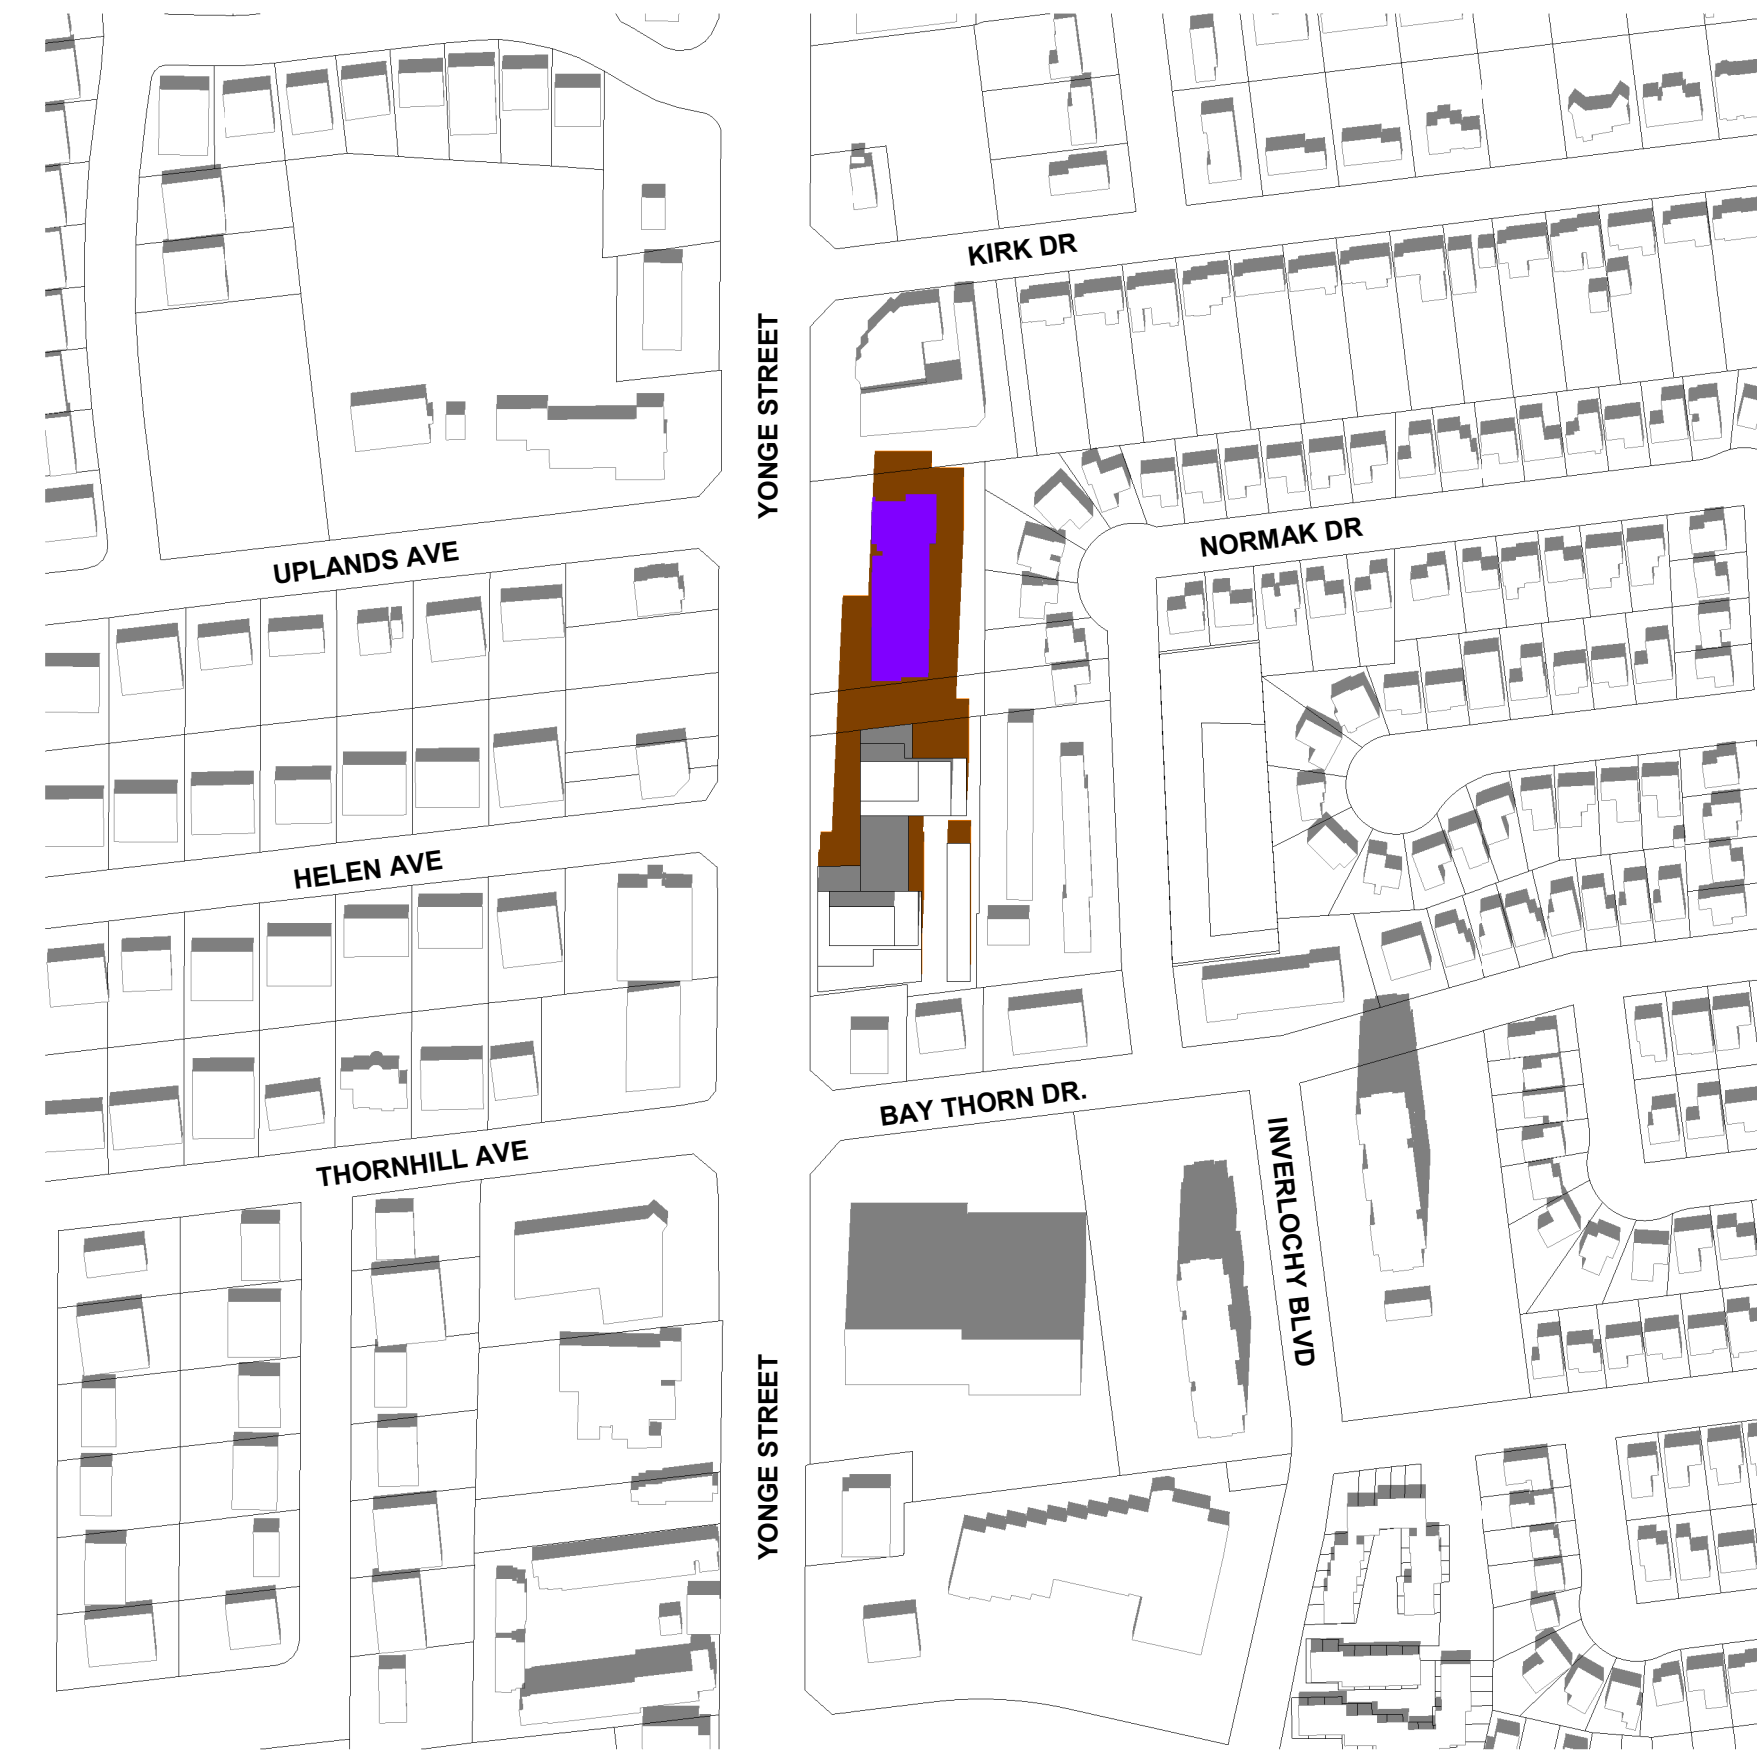 KIRK DR
YONGE STREET
UPLANDS AVE
NORMAK DR
HELEN AVE
BAY THORN DR.
THORNHILL AVE
INVERLOCHY BLVD
YONGE STREET